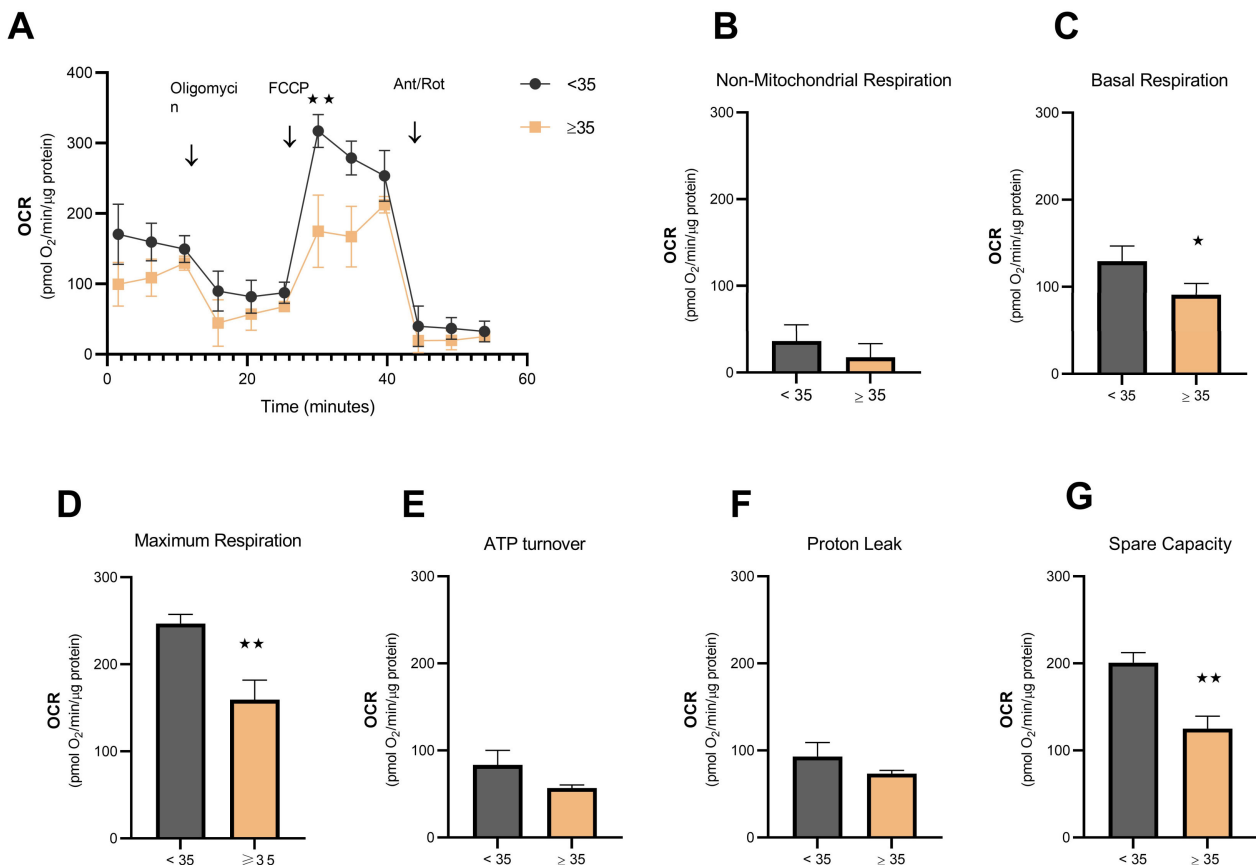 A
400
300
200
100
0
OCR
(pmol O₂/min/µg protein)
Oligomyci
n
FCCP
★★
Ant/Rot
<35
≥35
0
20
40
60
Time (minutes)
B
Non-Mitochondrial Respiration
300
200
100
0
OCR
(pmol O₂/min/µg protein)
< 35
≥ 35
C
Basal Respiration
300
200
100
0
OCR
(pmol O₂/min/µg protein)
★
< 35
≥ 35
D
Maximum Respiration
300
200
100
0
OCR
(pmol O₂/min/µg protein)
★★
< 35
≥35
E
ATP turnover
300
200
100
0
OCR
(pmol O₂/min/µg protein)
< 35
≥ 35
F
Proton Leak
300
200
100
0
OCR
(pmol O₂/min/µg protein)
< 35
≥ 35
G
Spare Capacity
300
200
100
0
OCR
(pmol O₂/min/µg protein)
★★
< 35
≥ 35